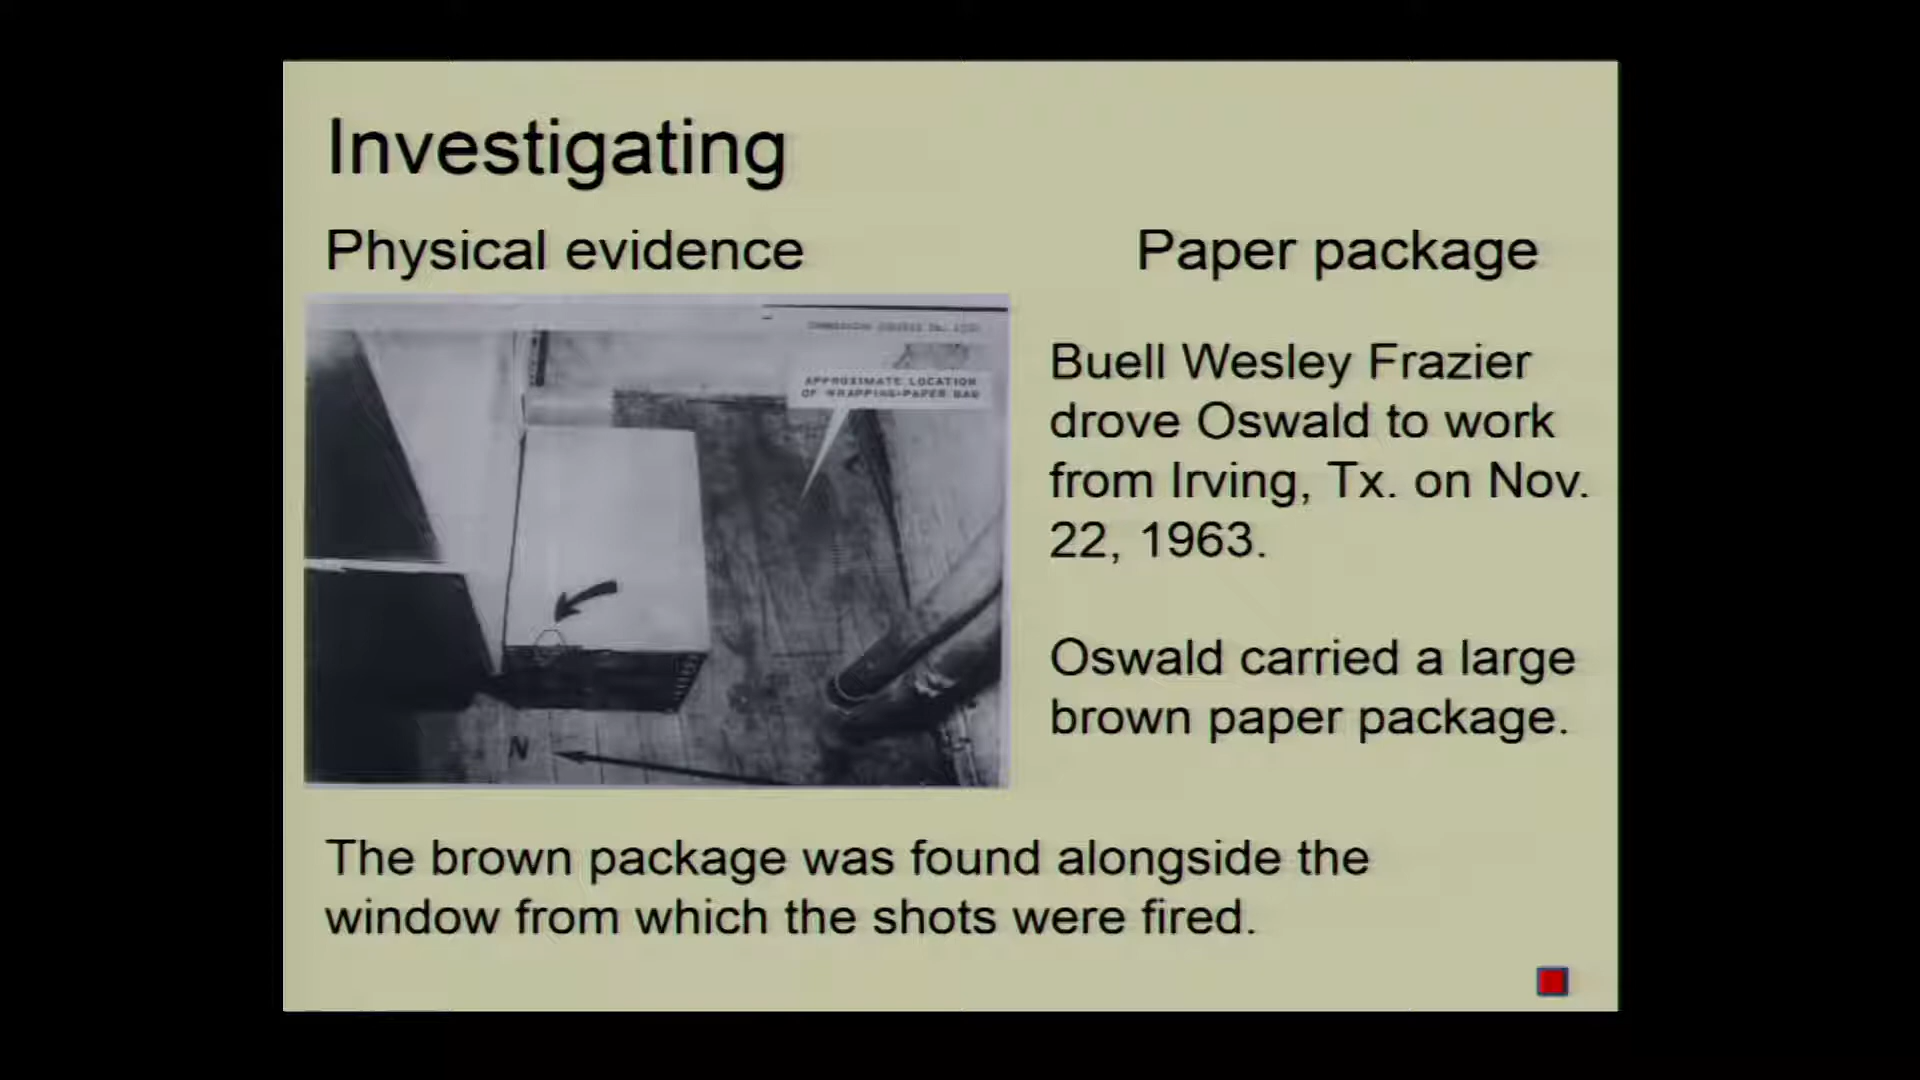 Investigating
Physical evidence
Paper package
APPROXIMATE LOCATION
OF WRAPPING-PAPER BAG
N
Buell Wesley Frazier
drove Oswald to work
from Irving, Tx. on Nov.
22, 1963.
Oswald carried a large
brown paper package.
The brown package was found alongside the
window from which the shots were fired.